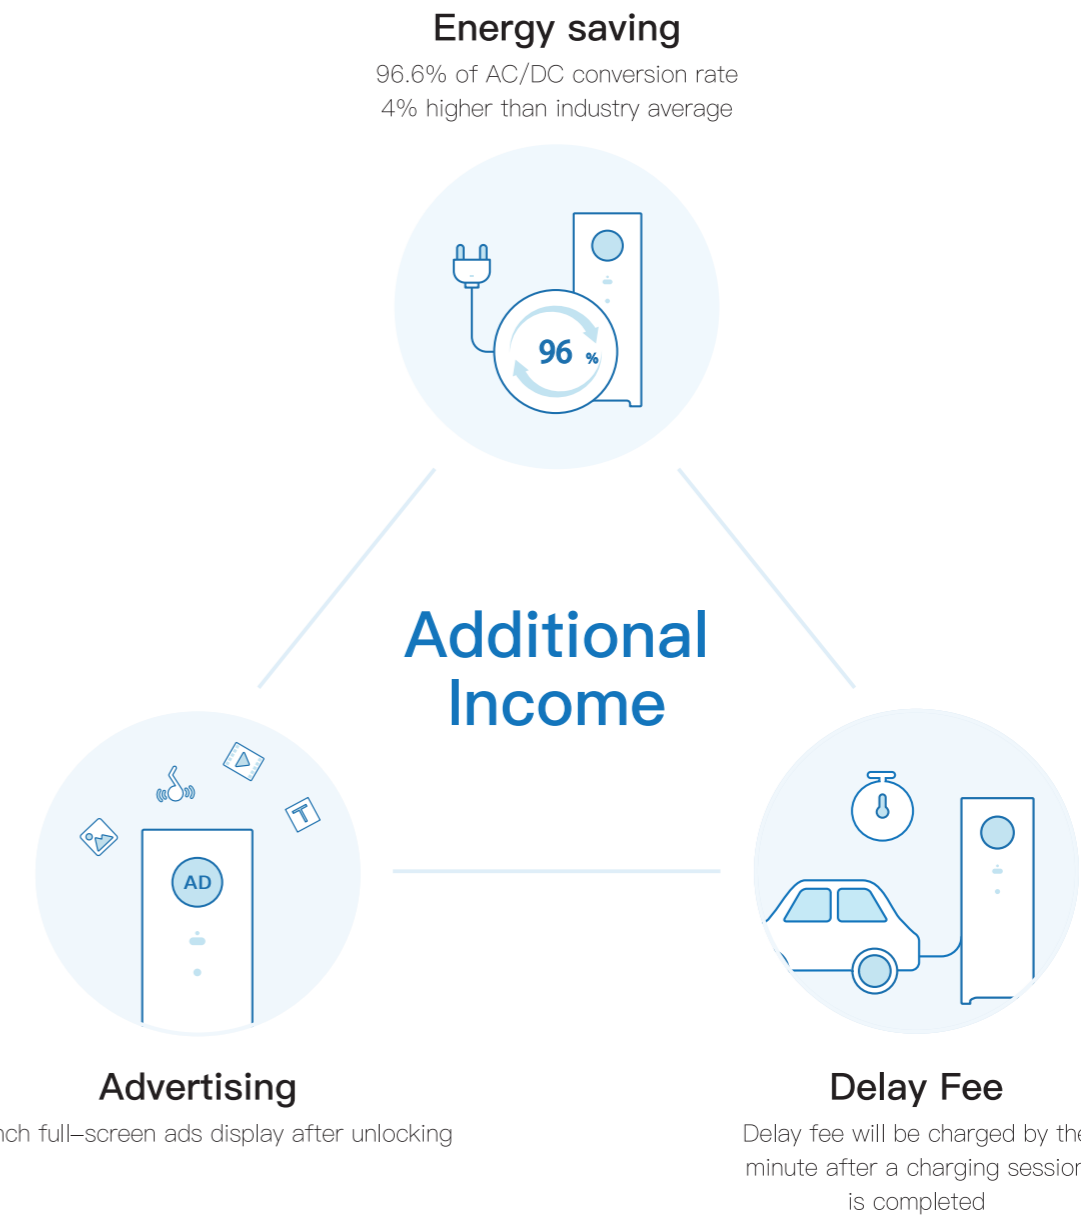 Energy saving
96.6% of AC/DC conversion rate
4% higher than industry average
96 %
Additional
Income
T
AD
Advertising
full–screen ads display after unlocking
Delay Fee
Delay fee will be charged by the
minute after a charging session
is completed